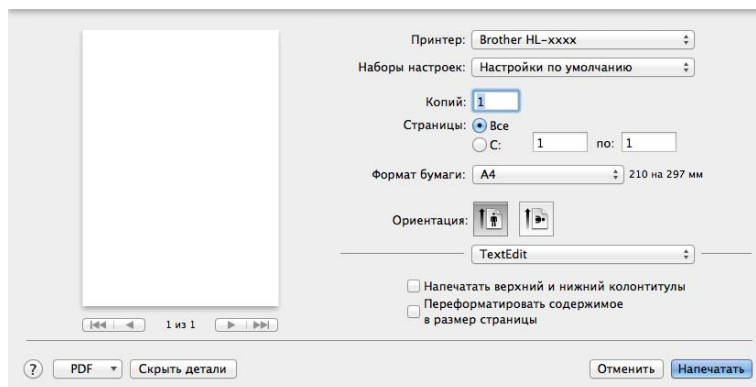 Принтер: Brother HL-xxxx
Наборы настроек: Настройки по умолчанию
Копий: 1
Страницы: Все
С: 1 по: 1
Формат бумаги: A4 210 на 297 мм
Ориентация:
TextEdit
Напечатать верхний и нижний колонтитулы
Переформатировать содержимое
в размер страницы
1 из 1
? PDF Скрыть детали Отменить Напечатать